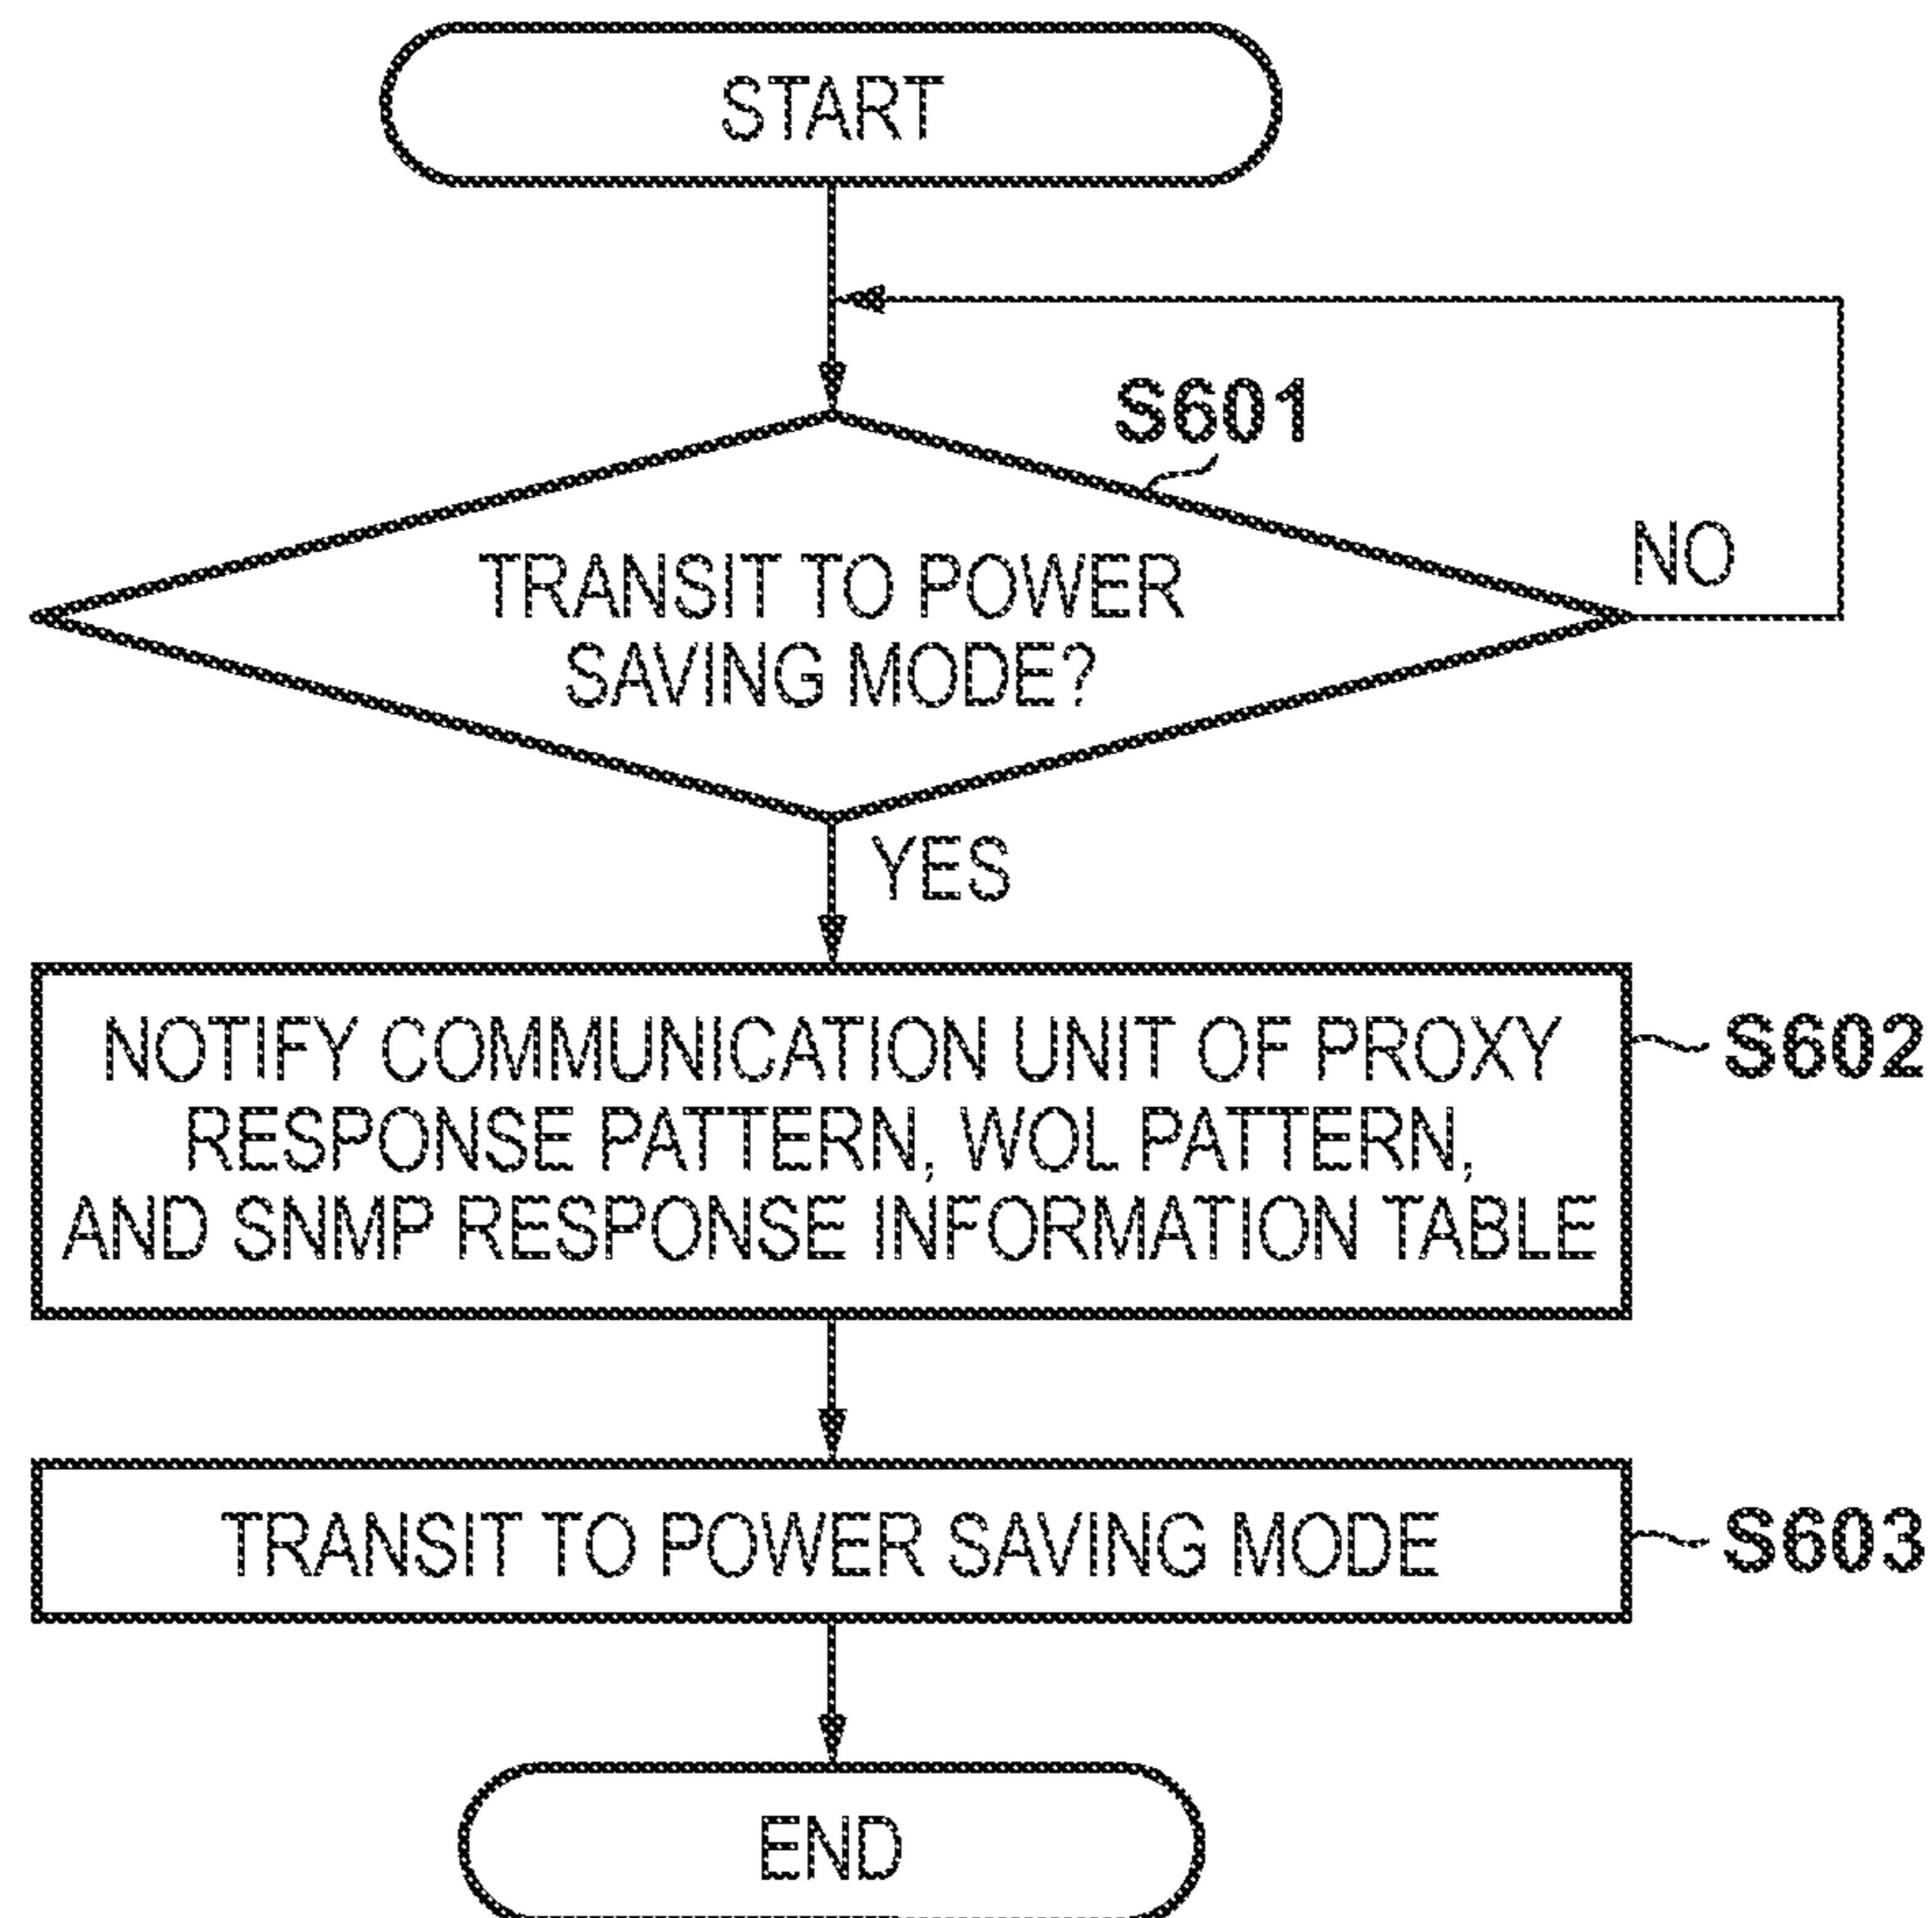 START
S601
TRANSIT TO POWER
SAVING MODE?
NO
YES
NOTIFY COMMUNICATION UNIT OF PROXY
RESPONSE PATTERN, WOL PATTERN,
AND SNMP RESPONSE INFORMATION TABLE
S602
TRANSIT TO POWER SAVING MODE
S603
END